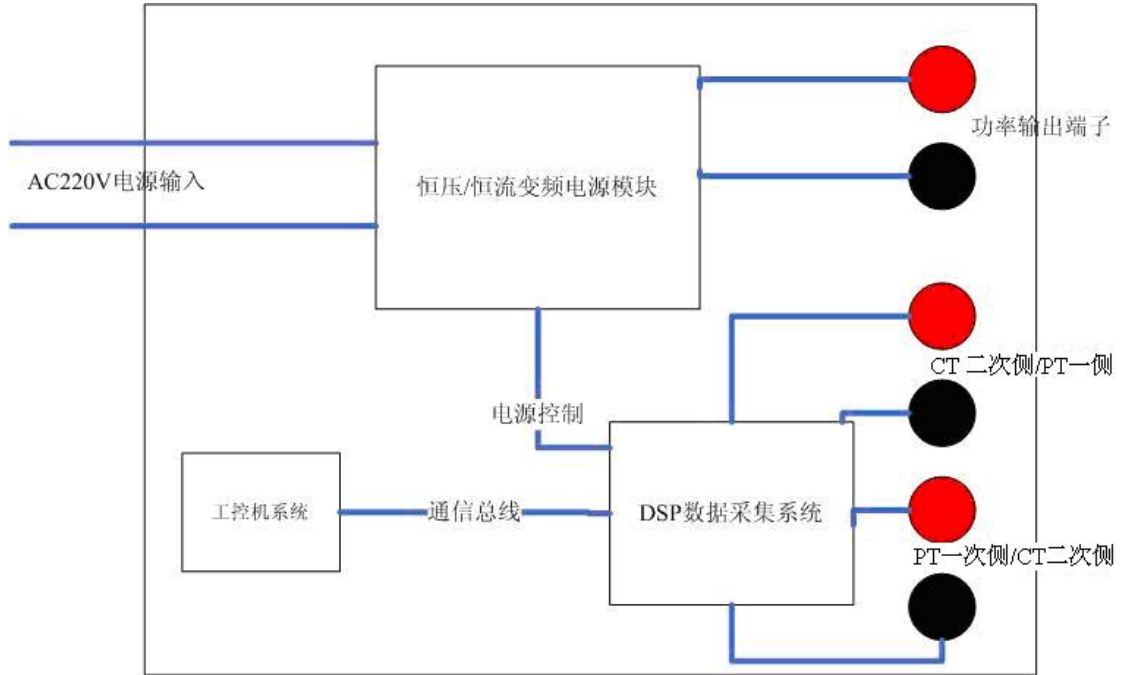 功率输出端子
AC220V电源输入
恒压/恒流变频电源模块
CT 二次侧/PT一侧
电源控制
工控机系统
通信总线
DSP数据采集系统
PT一次侧/CT二次侧